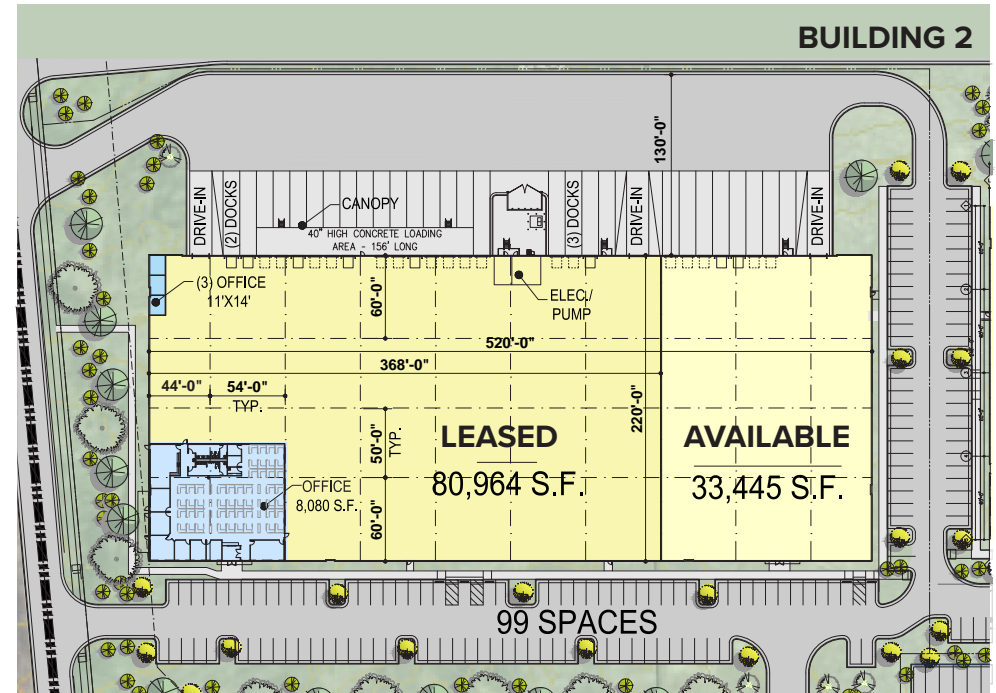 BUILDING 2
130'-0"
DRIVE-IN
(2) DOCKS
CANOPY
40" HIGH CONCRETE LOADING
AREA - 156' LONG
(3) DOCKS
DRIVE-IN
DRIVE-IN
(3) OFFICE
11'X14'
60'-0"
ELEC./
PUMP
520'-0"
368'-0"
44'-0"
54'-0"
TYP.
220'-0"
50'-0"
TYP.
LEASED
80,964 S.F.
AVAILABLE
33,445 S.F.
OFFICE
8,080 S.F.
60'-0"
99 SPACES